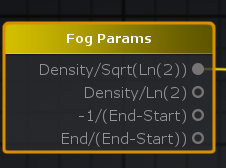 Fog Params
Density/Sqrt(Ln(2))
Density/Ln(2)
-1/(End-Start)
End/(End-Start))